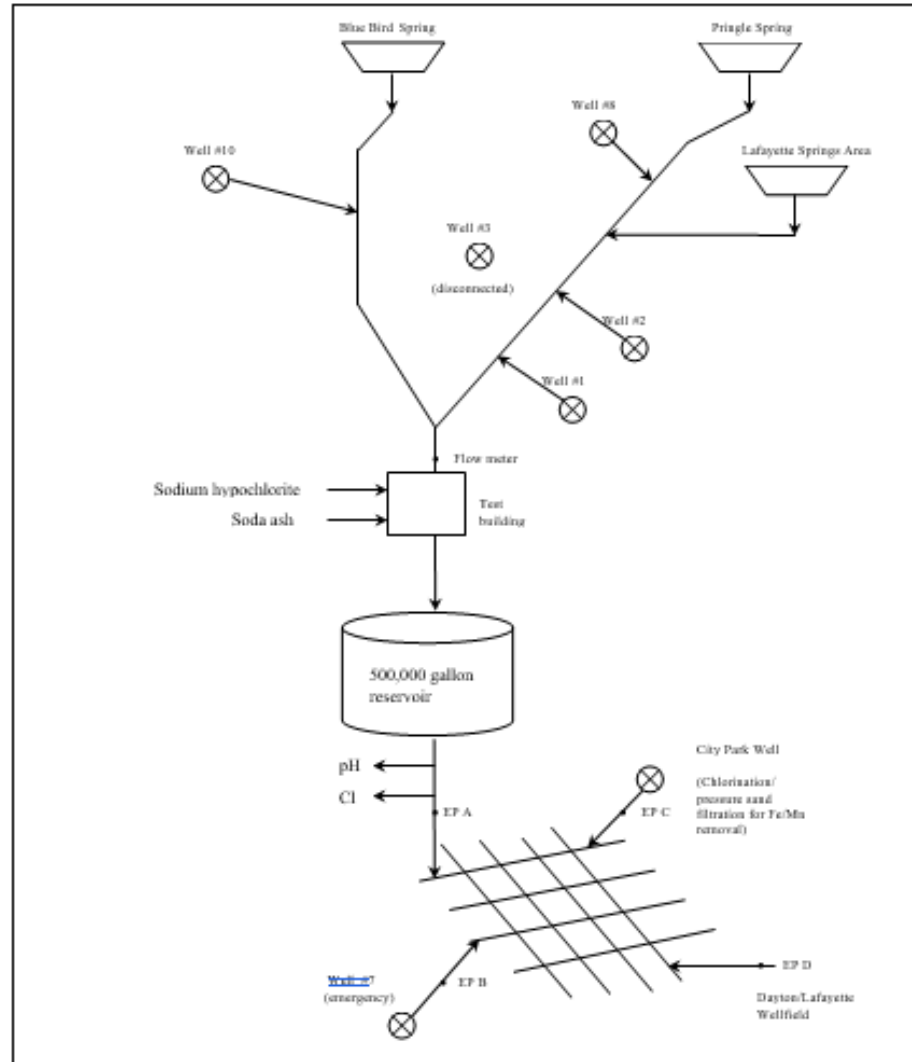 Blue Bird Spring
Pringle Spring
Well #8
Well #10
Lafayette Springs Area
Well #3
(disconnected)
Well #2
Well #1
Flow meter
Sodium hypochlorite
Soda ash
Test
building
500,000 gallon
reservoir
City Park Well
pH
(Chlorination/
pressure sand
filtration for Fe/Mn
removal)
Cl
EP A
EP C
EP D
Well #7
(emergency)
EP B
Dayton/Lafayette
Wellfield